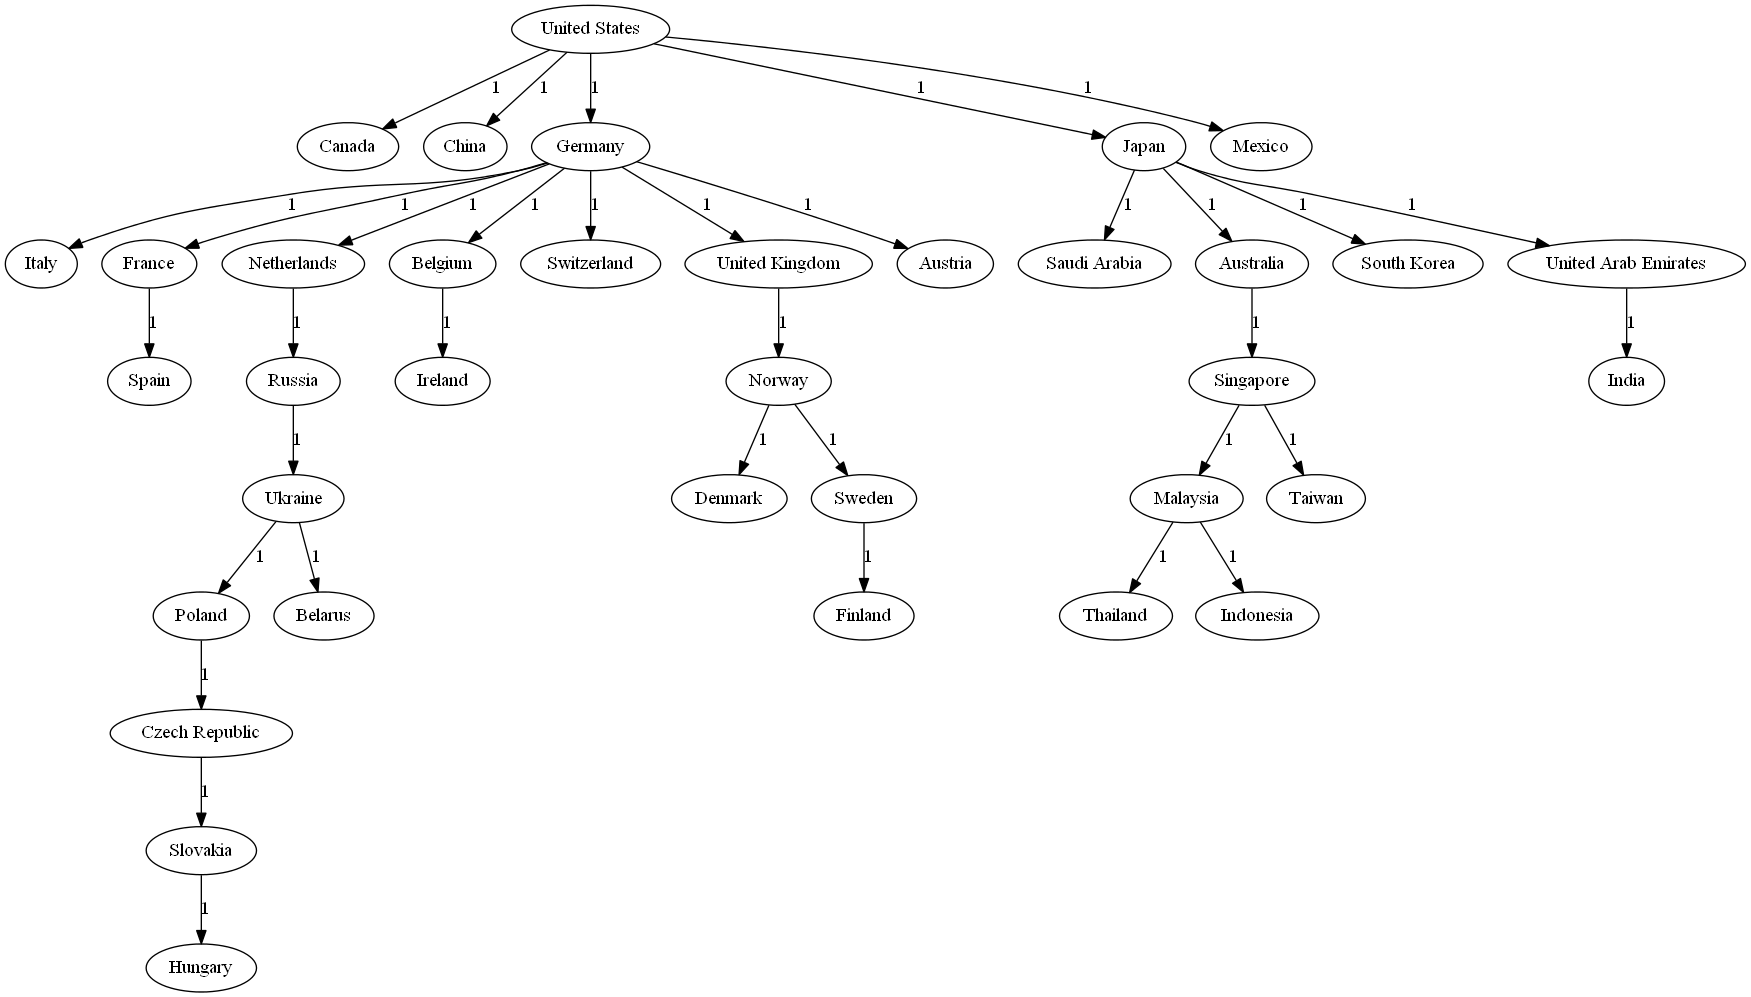 United States
1 1 1 1 1
Canada China Germany Japan Mexico
1 1 1 1 1 1 1 1 1 1 1
Italy France Netherlands Belgium Switzerland United Kingdom Austria Saudi Arabia Australia South Korea United Arab Emirates
1 1 1 1 1 1
Spain Russia Ireland Norway Singapore India
1 1 1 1 1
Ukraine Denmark Sweden Malaysia Taiwan
1 1 1 1 1
Poland Belarus Finland Thailand Indonesia
1
Czech Republic
1
Slovakia
1
Hungary